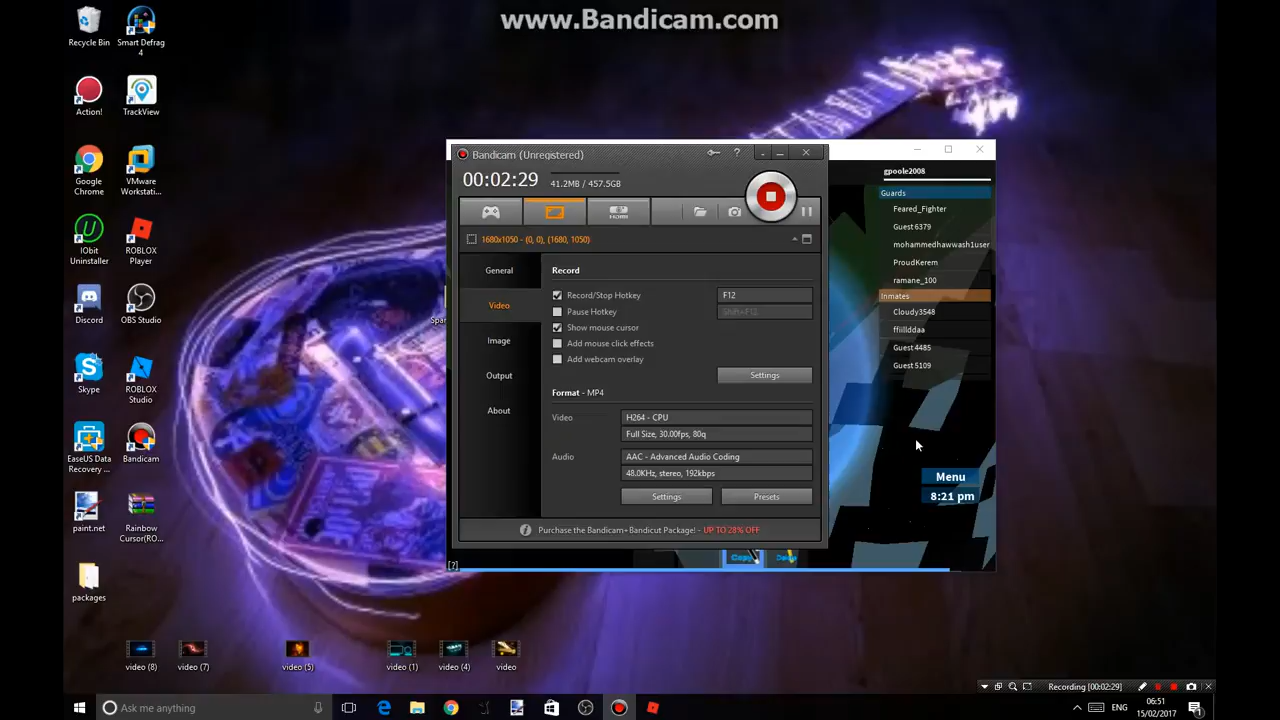 www.Bandicam.com
Recycle Bin
Smart Defrag 4
Action!
TrackView
Google Chrome
VMware Workstati...
IObit Uninstaller
ROBLOX Player
Discord
OBS Studio
Skype
ROBLOX Studio
EaseUS Data Recovery ...
Bandicam
paint.net
Rainbow Cursor(RO...
packages
video (8)
video (7)
video (5)
video (1)
video (4)
video
Bandicam (Unregistered)
?
00:02:29
41.2MB / 457.5GB
HDMI
1680x1050 - (0, 0), (1680, 1050)
General
Video
Image
Output
About
Record
Record/Stop Hotkey
F12
Pause Hotkey
Shift+F12
Show mouse cursor
Add mouse click effects
Add webcam overlay
Settings
Format - MP4
Video
H264 - CPU
Full Size, 30.00fps, 80q
Audio
AAC - Advanced Audio Coding
48.0KHz, stereo, 192kbps
Settings
Presets
Purchase the Bandicam+Bandicut Package! - UP TO 28% OFF
gpoole2008
Guards
Feared_Fighter
Guest 6379
mohammedhawwash1user
ProudKerem
ramane_100
Inmates
Cloudy3548
ffiillddaa
Guest 4485
Guest 5109
Menu
8:21 pm
[?]
Copy
Recording [00:02:29]
Ask me anything
ENG
06:51
15/02/2017